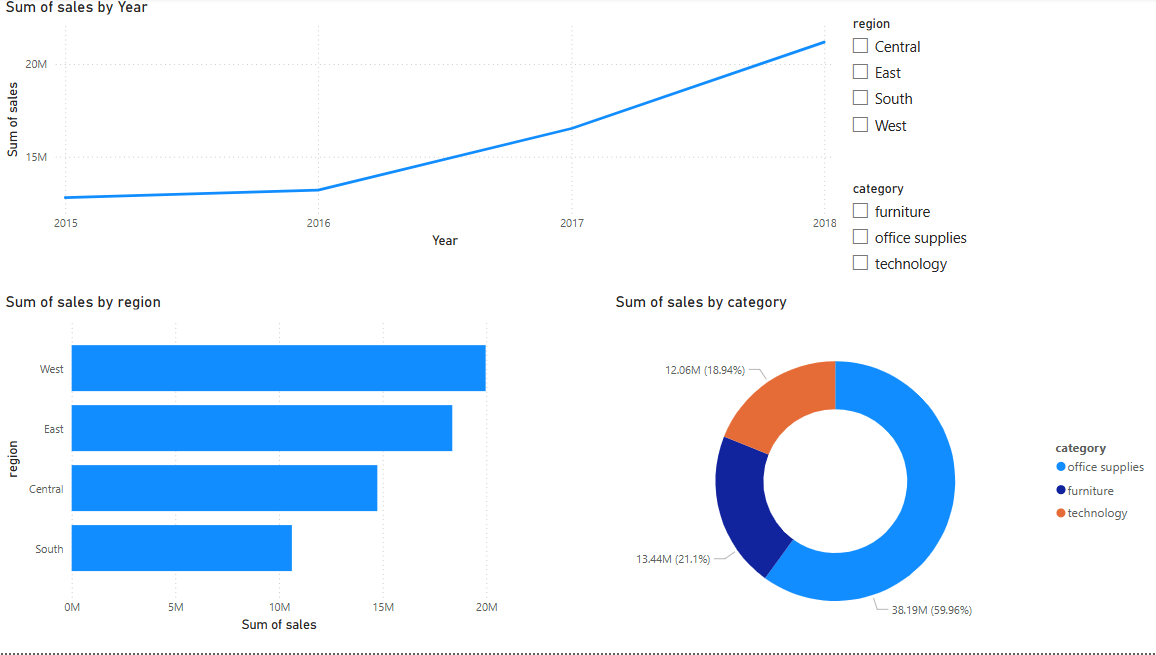 Sum of sales by Year
Sum of sales
20M
15M
2015 2016 2017 2018
Year
region
Central
East
South
West
category
furniture
office supplies
technology
Sum of sales by region
region
West
East
Central
South
0M 5M 10M 15M 20M
Sum of sales
Sum of sales by category
12.06M (18.94%)
13.44M (21.1%)
38.19M (59.96%)
category
office supplies
furniture
technology